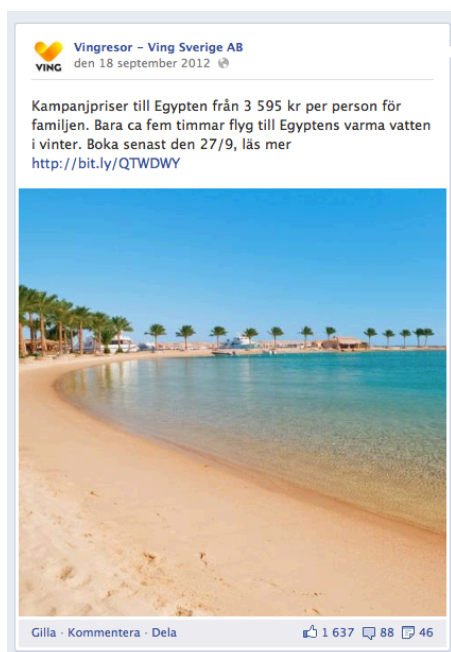 Vingresor – Ving Sverige AB
VING
den 18 september 2012
Kampanjpriser till Egypten från 3 595 kr per person för
familjen. Bara ca fem timmar flyg till Egyptens varma vatten
i vinter. Boka senast den 27/9, läs mer
http://bit.ly/QTWDWY
Gilla · Kommentera · Dela 1 637 88 46